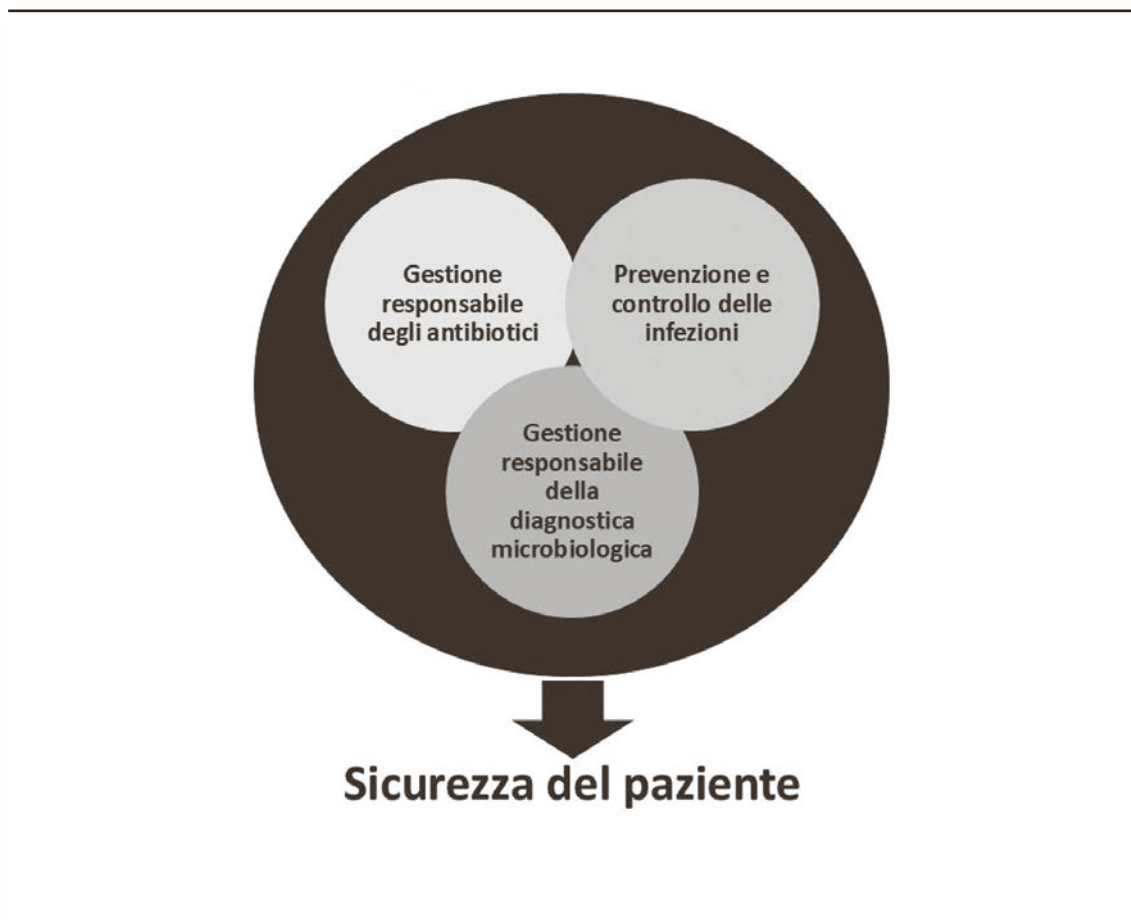 Gestione
responsabile
degli antibiotici
Prevenzione e
controllo delle
infezioni
Gestione
responsabile
della
diagnostica
microbiologica
Sicurezza del paziente